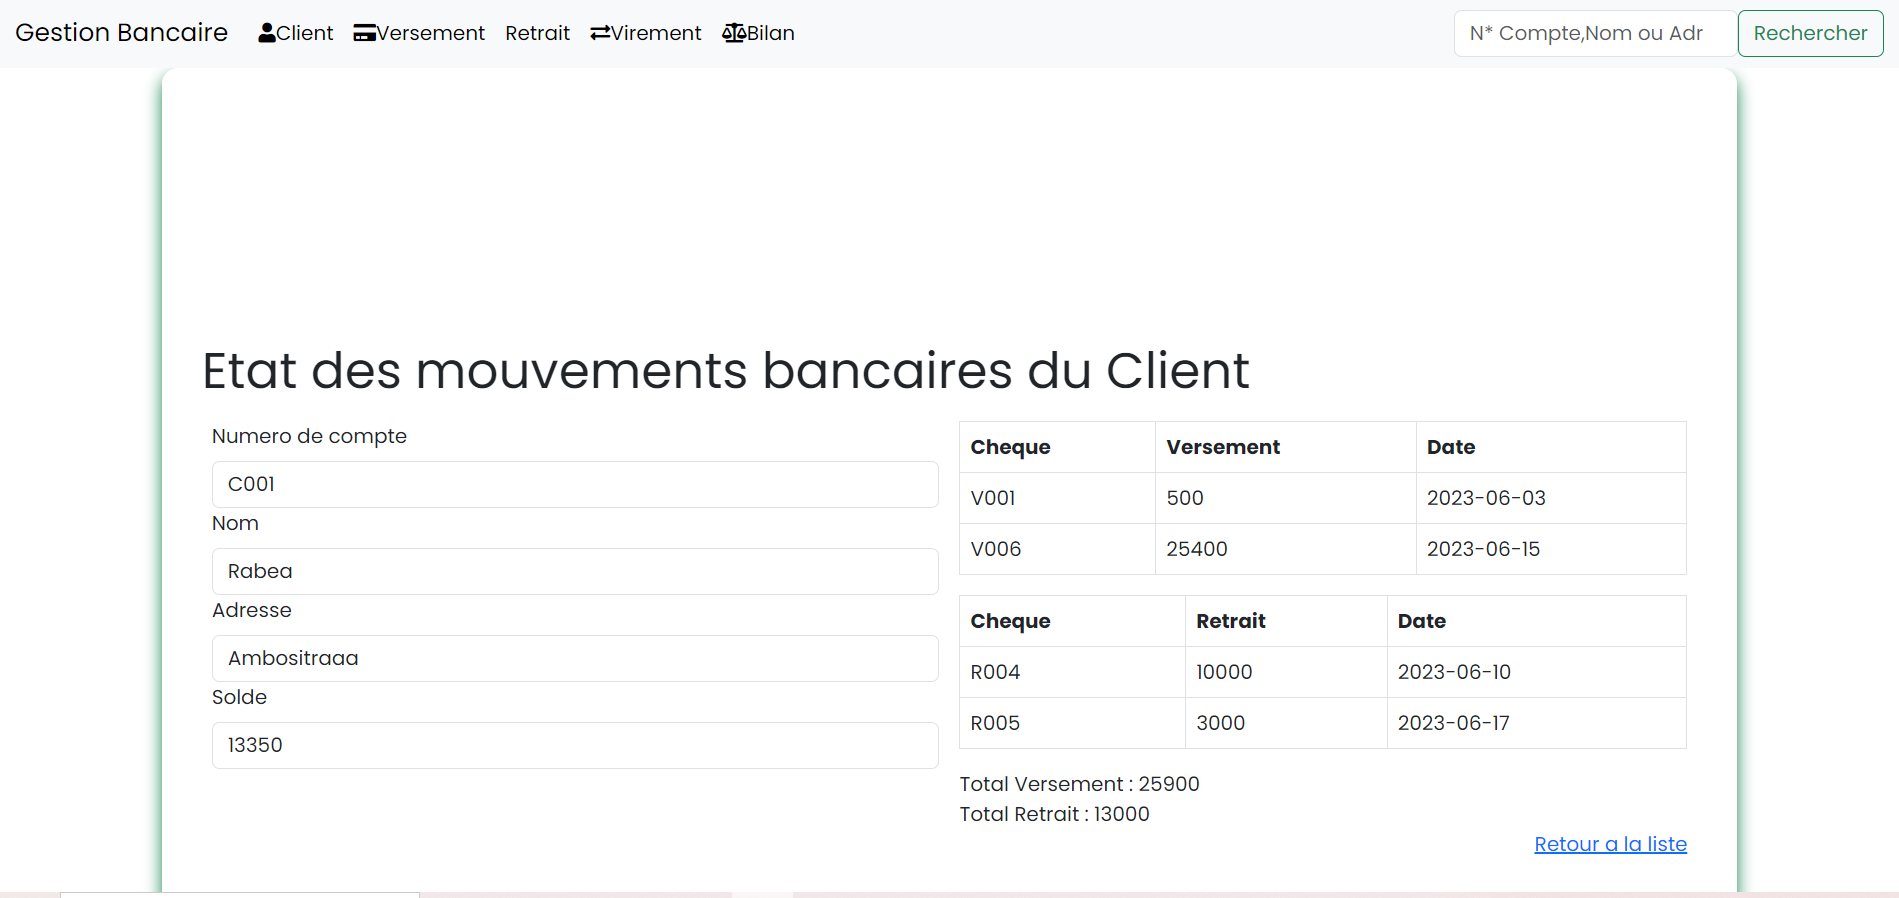 Gestion Bancaire Client Versement Retrait Virement Bilan N* Compte,Nom ou Adr Rechercher
Etat des mouvements bancaires du Client
Numero de compte
C001
Nom
Rabea
Adresse
Ambositraaa
Solde
13350
Cheque Versement Date
V001 500 2023-06-03
V006 25400 2023-06-15
Cheque Retrait Date
R004 10000 2023-06-10
R005 3000 2023-06-17
Total Versement : 25900
Total Retrait : 13000
Retour a la liste